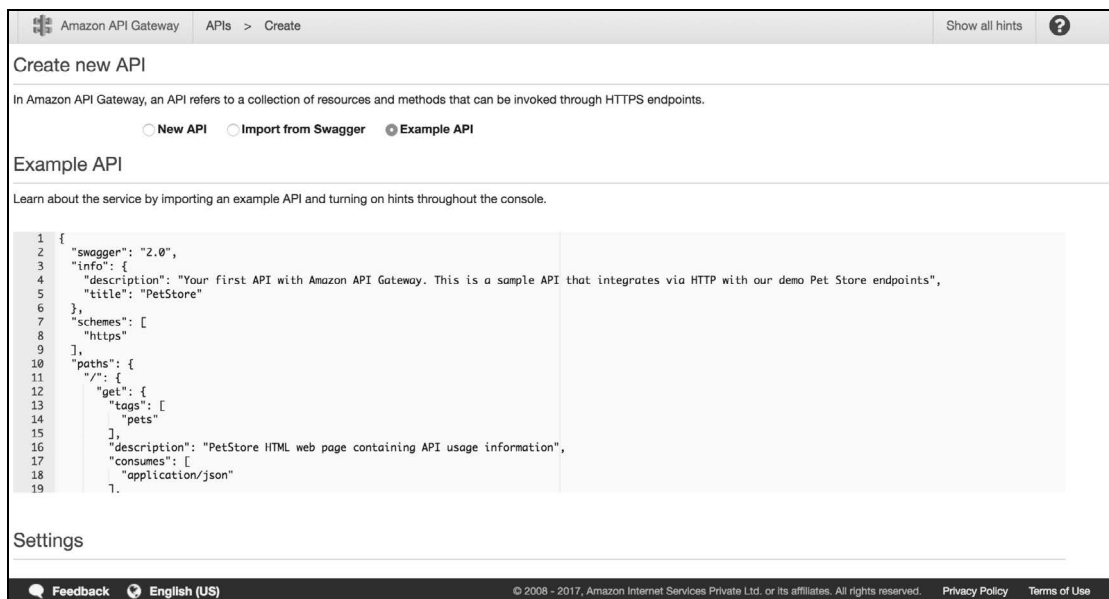 Amazon API Gateway APIs > Create Show all hints ?
Create new API
In Amazon API Gateway, an API refers to a collection of resources and methods that can be invoked through HTTPS endpoints.
New API Import from Swagger Example API
Example API
Learn about the service by importing an example API and turning on hints throughout the console.
1 {
2 "swagger": "2.0",
3 "info": {
4 "description": "Your first API with Amazon API Gateway. This is a sample API that integrates via HTTP with our demo Pet Store endpoints",
5 "title": "PetStore"
6 },
7 "schemes": [
8 "https"
9 ],
10 "paths": {
11 "/": {
12 "get": {
13 "tags": [
14 "pets"
15 ],
16 "description": "PetStore HTML web page containing API usage information",
17 "consumes": [
18 "application/json"
19 ],
Settings
Feedback English (US) © 2008 - 2017, Amazon Internet Services Private Ltd. or its affiliates. All rights reserved. Privacy Policy Terms of Use